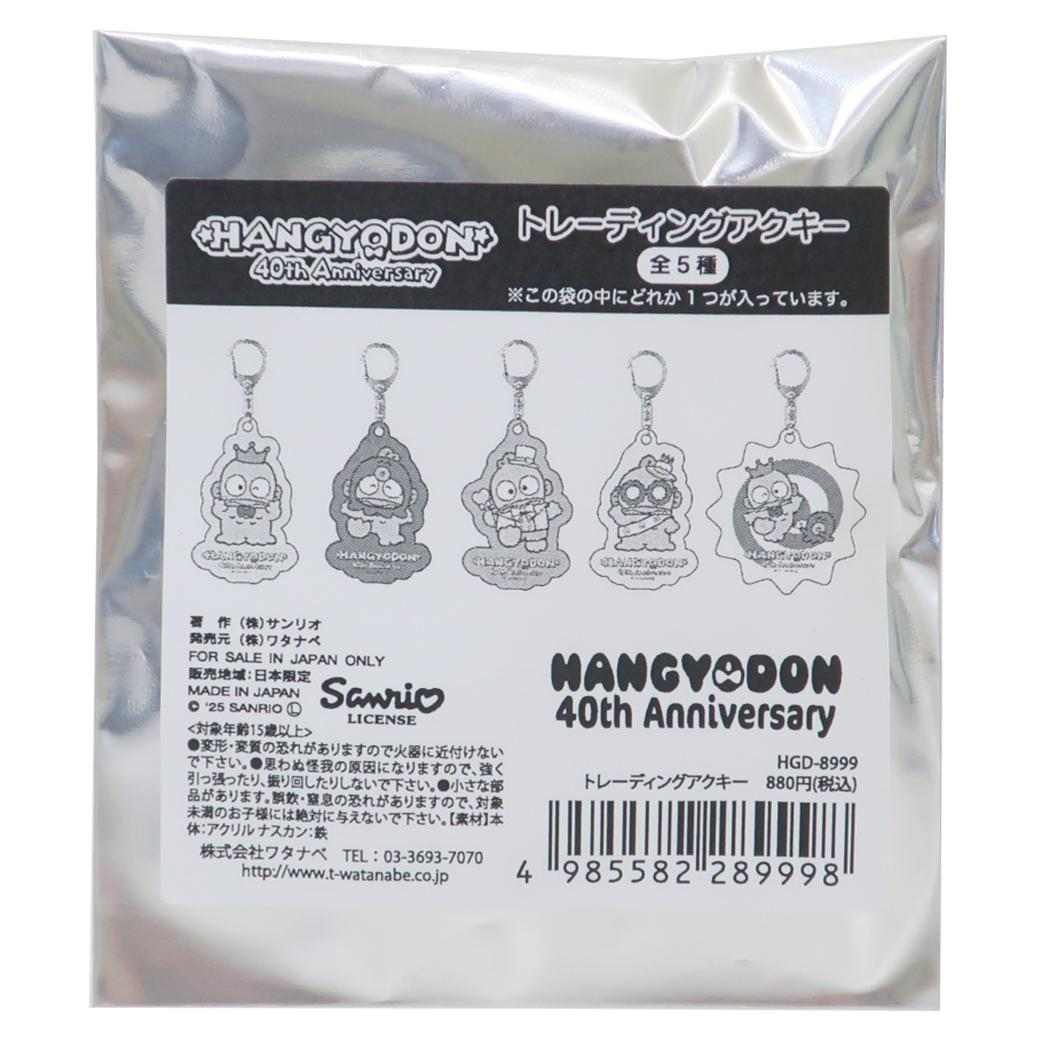 HANGYODON
40th Anniversary
トレーディングアクキー
全5種
※この袋の中にどれか1つが入っています。
HANGYODON
HANGYODON
HANGYODON
HANGYODON
HANGYODON
著 作 (株)サンリオ
発売元 (株)ワタナベ
FOR SALE IN JAPAN ONLY
販売地域:日本限定
MADE IN JAPAN
© '25 SANRIO Ⓛ
Sanrio
LICENSE
<対象年齢15歳以上>
●変形・変質の恐れがありますので火器に近付けない
で下さい。●思わぬ怪我の原因になりますので、強く
引っ張ったり、振り回したりしないで下さい。●小さな部
品があります。誤飲・窒息の恐れがありますので、対象
未満のお子様には絶対に与えないで下さい。【素材】本
体:アクリル ナスカン:鉄
株式会社ワタナベ TEL:03-3693-7070
http://www.t-watanabe.co.jp
HANGYODON
40th Anniversary
HGD-8999
トレーディングアクキー 880円(税込)
4 985582 289998